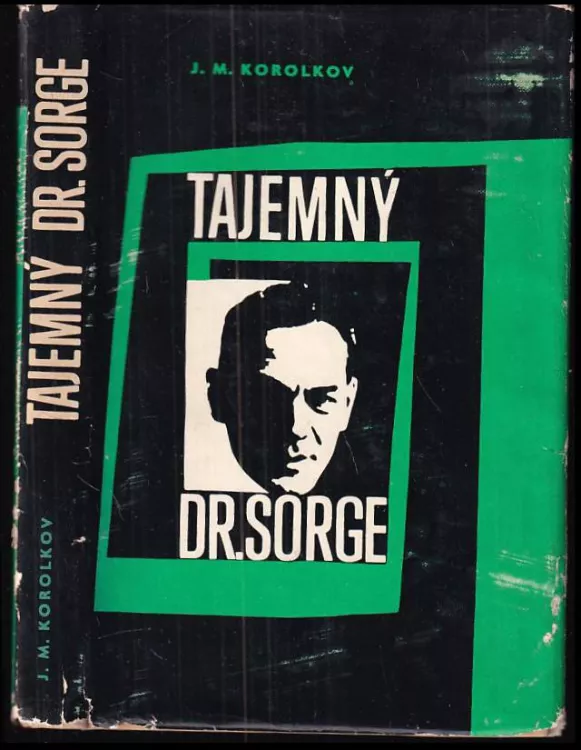 J. M. KOROLKOV
TAJEMNÝ
DR. SORGE
TAJEMNÝ DR. SORGE
J. M. KOROLKOV